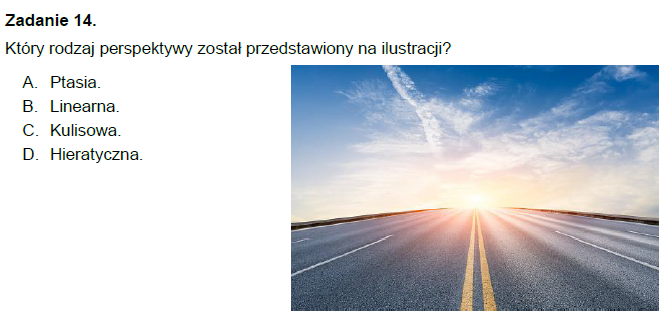 Zadanie 14.
Który rodzaj perspektywy został przedstawiony na ilustracji?
A. Ptasia.
B. Linearna.
C. Kulisowa.
D. Hieratyczna.